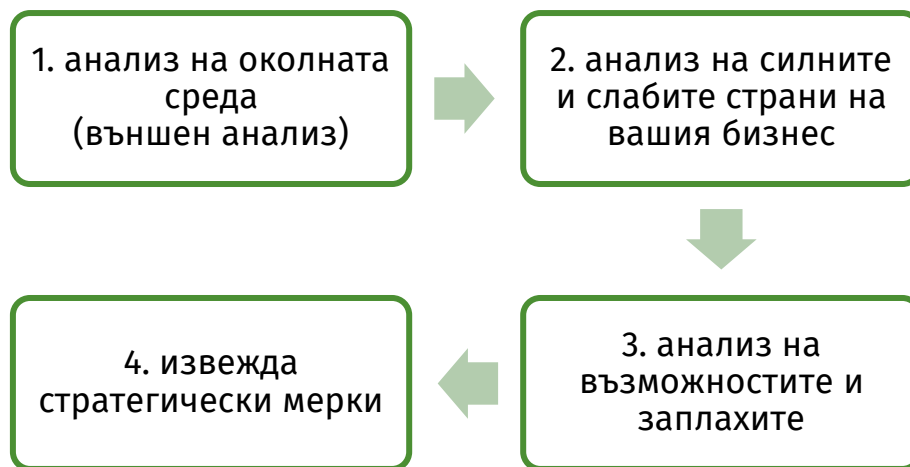 1. анализ на околната
среда
(външен анализ)
2. анализ на силните
и слабите страни на
вашия бизнес
3. анализ на
възможностите и
заплахите
4. извежда
стратегически мерки